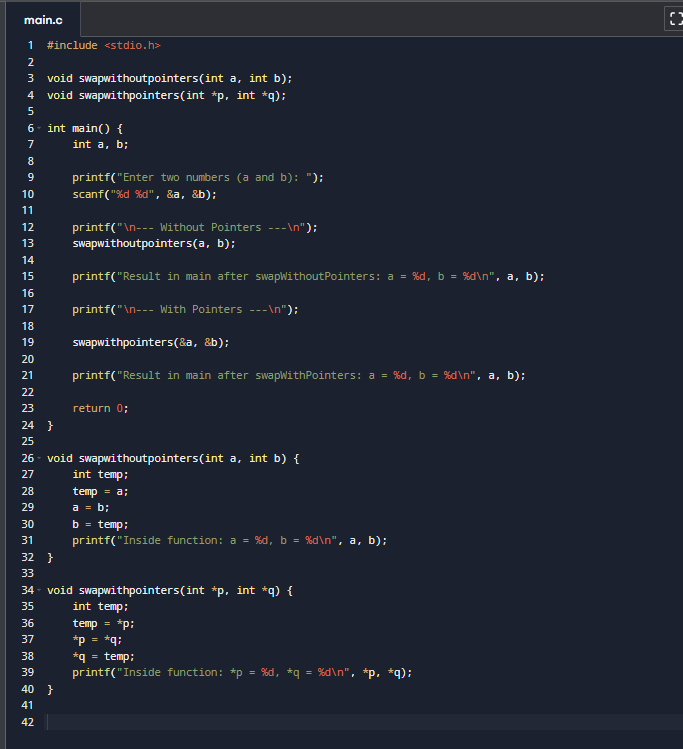 main.c
1 #include <stdio.h>
2
3 void swapwithoutpointers(int a, int b);
4 void swapwithpointers(int *p, int *q);
5
6 int main() {
7     int a, b;
8
9     printf("Enter two numbers (a and b): ");
10     scanf("%d %d", &a, &b);
11
12     printf("\n--- Without Pointers ---\n");
13     swapwithoutpointers(a, b);
14
15     printf("Result in main after swapWithoutPointers: a = %d, b = %d\n", a, b);
16
17     printf("\n--- With Pointers ---\n");
18
19     swapwithpointers(&a, &b);
20
21     printf("Result in main after swapWithPointers: a = %d, b = %d\n", a, b);
22
23     return 0;
24 }
25
26 void swapwithoutpointers(int a, int b) {
27     int temp;
28     temp = a;
29     a = b;
30     b = temp;
31     printf("Inside function: a = %d, b = %d\n", a, b);
32 }
33
34 void swapwithpointers(int *p, int *q) {
35     int temp;
36     temp = *p;
37     *p = *q;
38     *q = temp;
39     printf("Inside function: *p = %d, *q = %d\n", *p, *q);
40 }
41
42